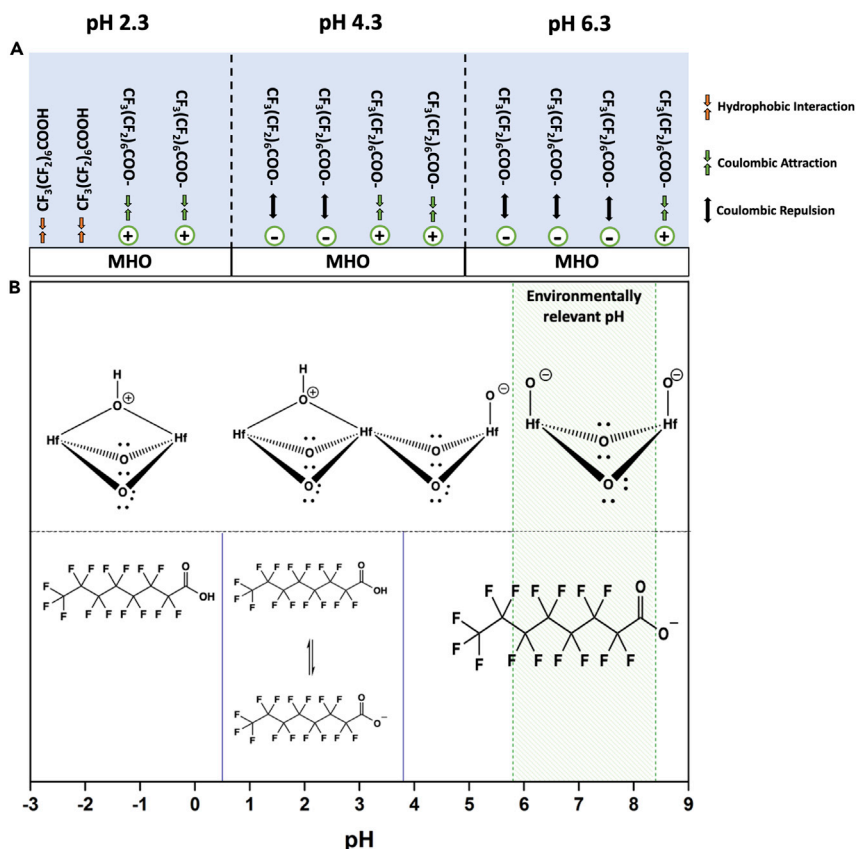 pH 2.3 pH 4.3 pH 6.3
A
CF3(CF2)6COOH
CF3(CF2)6COOH
CF3(CF2)6COO-
CF3(CF2)6COO-
CF3(CF2)6COO-
CF3(CF2)6COO-
CF3(CF2)6COO-
CF3(CF2)6COO-
CF3(CF2)6COO-
CF3(CF2)6COO-
CF3(CF2)6COO-
CF3(CF2)6COO-
+ + - - + + - - - +
MHO MHO MHO
Hydrophobic Interaction
Coulombic Attraction
Coulombic Repulsion
B
Environmentally
relevant pH
H
O +
Hf Hf
O
O
H
O +
O -
Hf Hf Hf
O O
O O
O - O -
Hf Hf
O
O
F F F F F F O
F
F OH
F F F F F F F
F F F F F F O
F
F OH
F F F F F F F
F F F F F F O
F
F O-
F F F F F F F
F F F F F F O
F
F O-
F F F F F F F
-3 -2 -1 0 1 2 3 4 5 6 7 8 9
pH